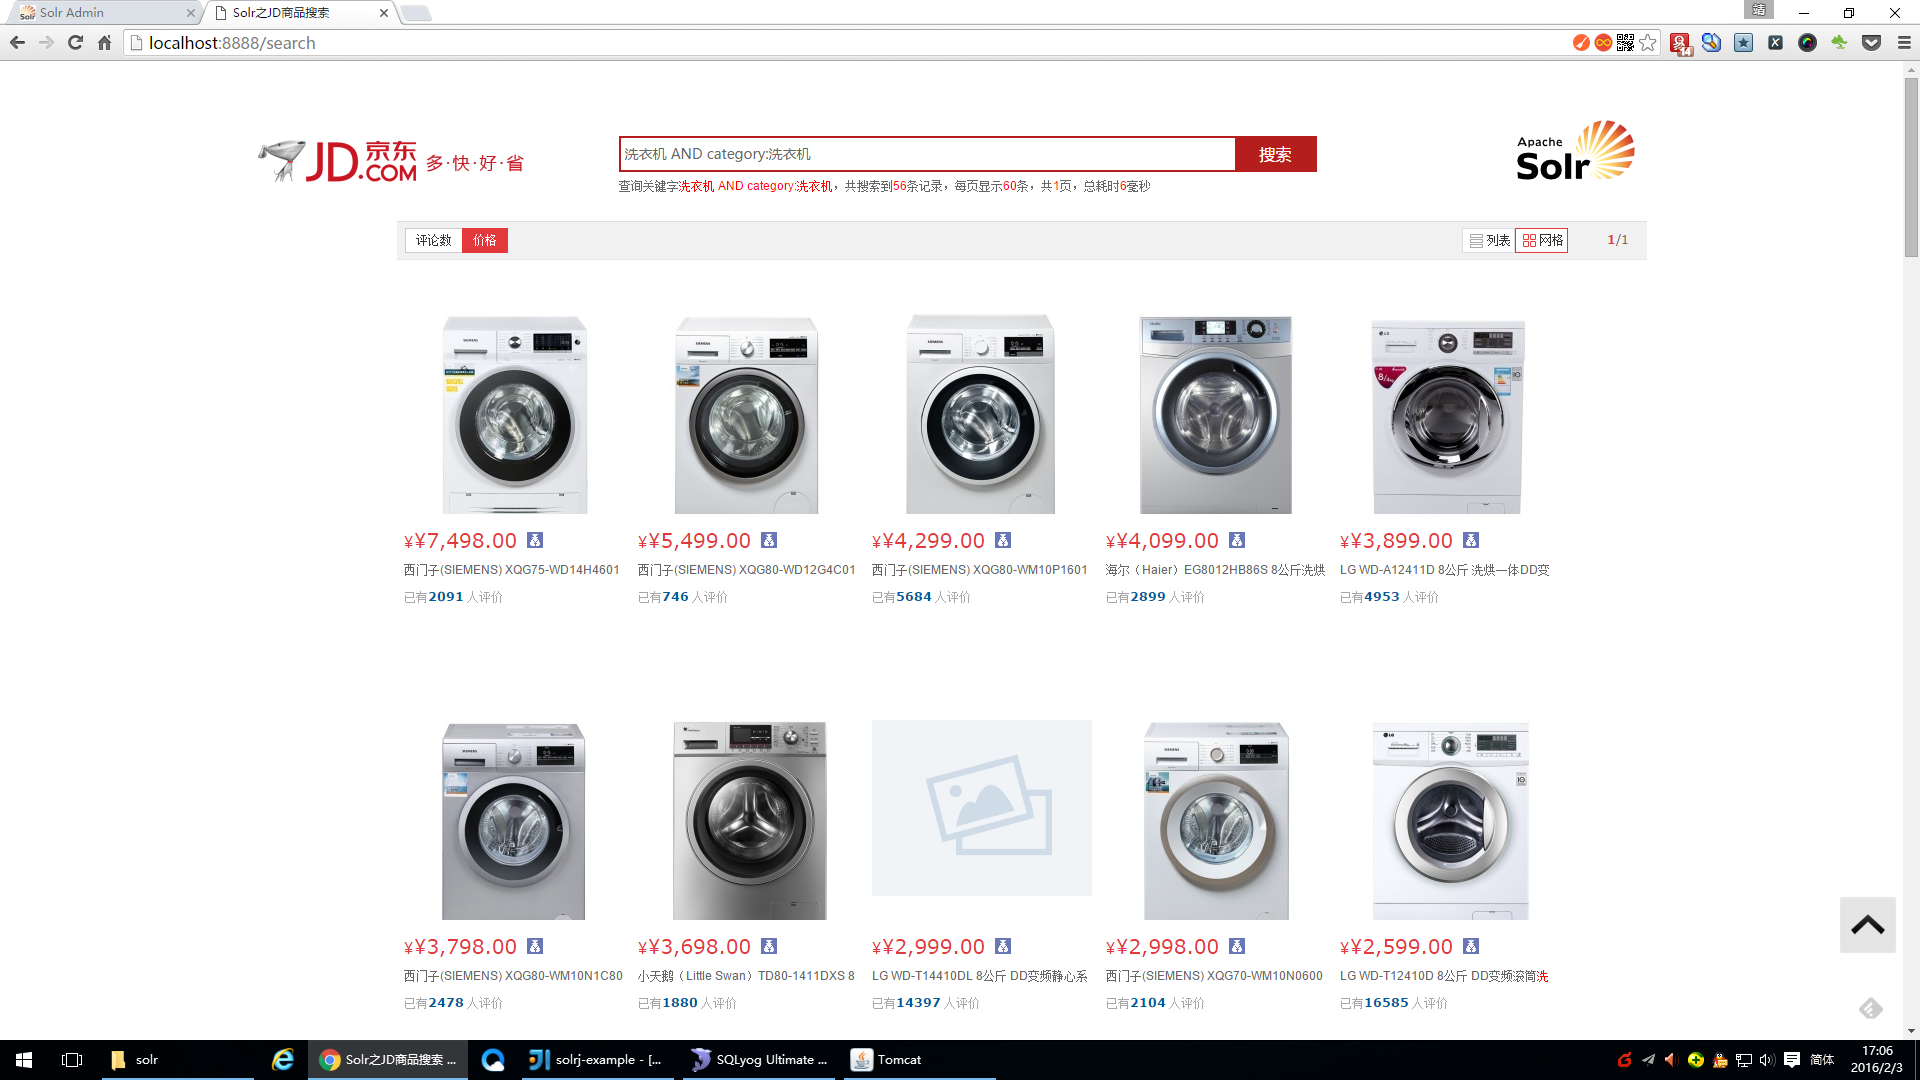 Solr Admin
Solr之JD商品搜索
靖
localhost:8888/search
14
JD.COM 京东 多·快·好·省
洗衣机 AND category:洗衣机
搜索
Apache
Solr
查询关键字洗衣机 AND category:洗衣机，共搜索到56条记录，每页显示60条，共1页，总耗时6毫秒
评论数 价格
列表 网格 1/1
SIEMENS
SIEMENS
SIEMENS
Haier
LG
¥¥7,498.00
¥¥5,499.00
¥¥4,299.00
¥¥4,099.00
¥¥3,899.00
西门子(SIEMENS) XQG75-WD14H4601
西门子(SIEMENS) XQG80-WD12G4C01
西门子(SIEMENS) XQG80-WM10P1601
海尔（Haier）EG8012HB86S 8公斤洗烘
LG WD-A12411D 8公斤 洗烘一体DD变
已有2091 人评价
已有746 人评价
已有5684 人评价
已有2899 人评价
已有4953 人评价
SIEMENS
SIEMENS
LG
¥¥3,798.00
¥¥3,698.00
¥¥2,999.00
¥¥2,998.00
¥¥2,599.00
西门子(SIEMENS) XQG80-WM10N1C80
小天鹅（Little Swan）TD80-1411DXS 8
LG WD-T14410DL 8公斤 DD变频静心系
西门子(SIEMENS) XQG70-WM10N0600
LG WD-T12410D 8公斤 DD变频滚筒洗
已有2478 人评价
已有1880 人评价
已有14397 人评价
已有2104 人评价
已有16585 人评价
solr
Solr之JD商品搜索 ...
solrj-example - [...
SQLyog Ultimate ...
Tomcat
简体
17:06
2016/2/3